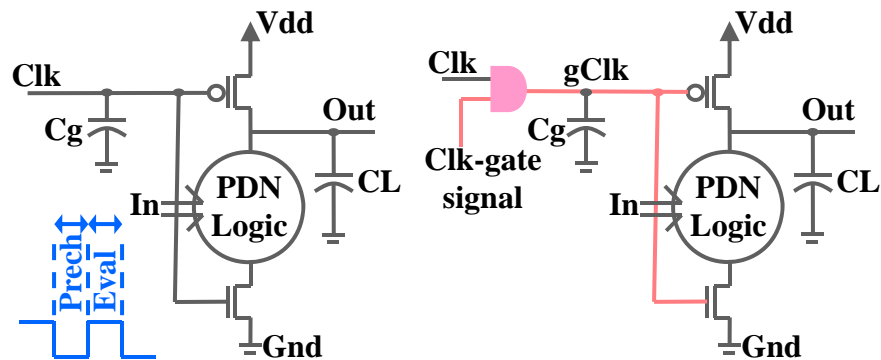 Vdd
Clk
Out
Cg
CL
PDN
In
Logic
Prech
Eval
Gnd
Vdd
Clk
gClk
Out
Cg
Clk-gate
signal
CL
PDN
In
Logic
Gnd